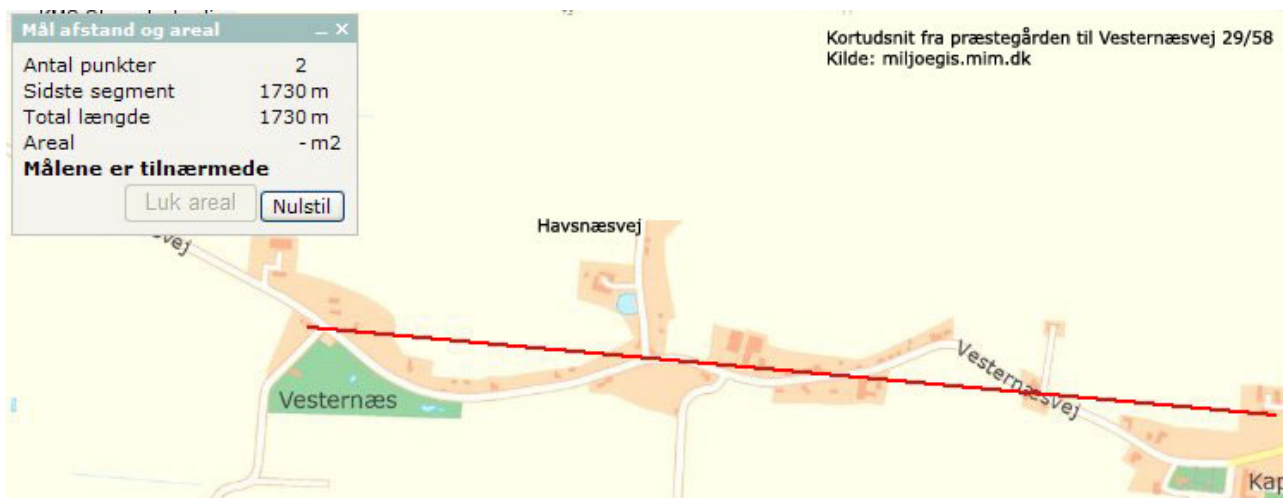 Mål afstand og areal
Antal punkter 2
Sidste segment 1730 m
Total længde 1730 m
Areal - m2
Målene er tilnærmede
Luk areal Nulstil
Kortudsnit fra præstegården til Vesternæsvej 29/58
Kilde: miljoegis.mim.dk
Havsnæsvej
Vesternæs
Vesternæsvej
Kap